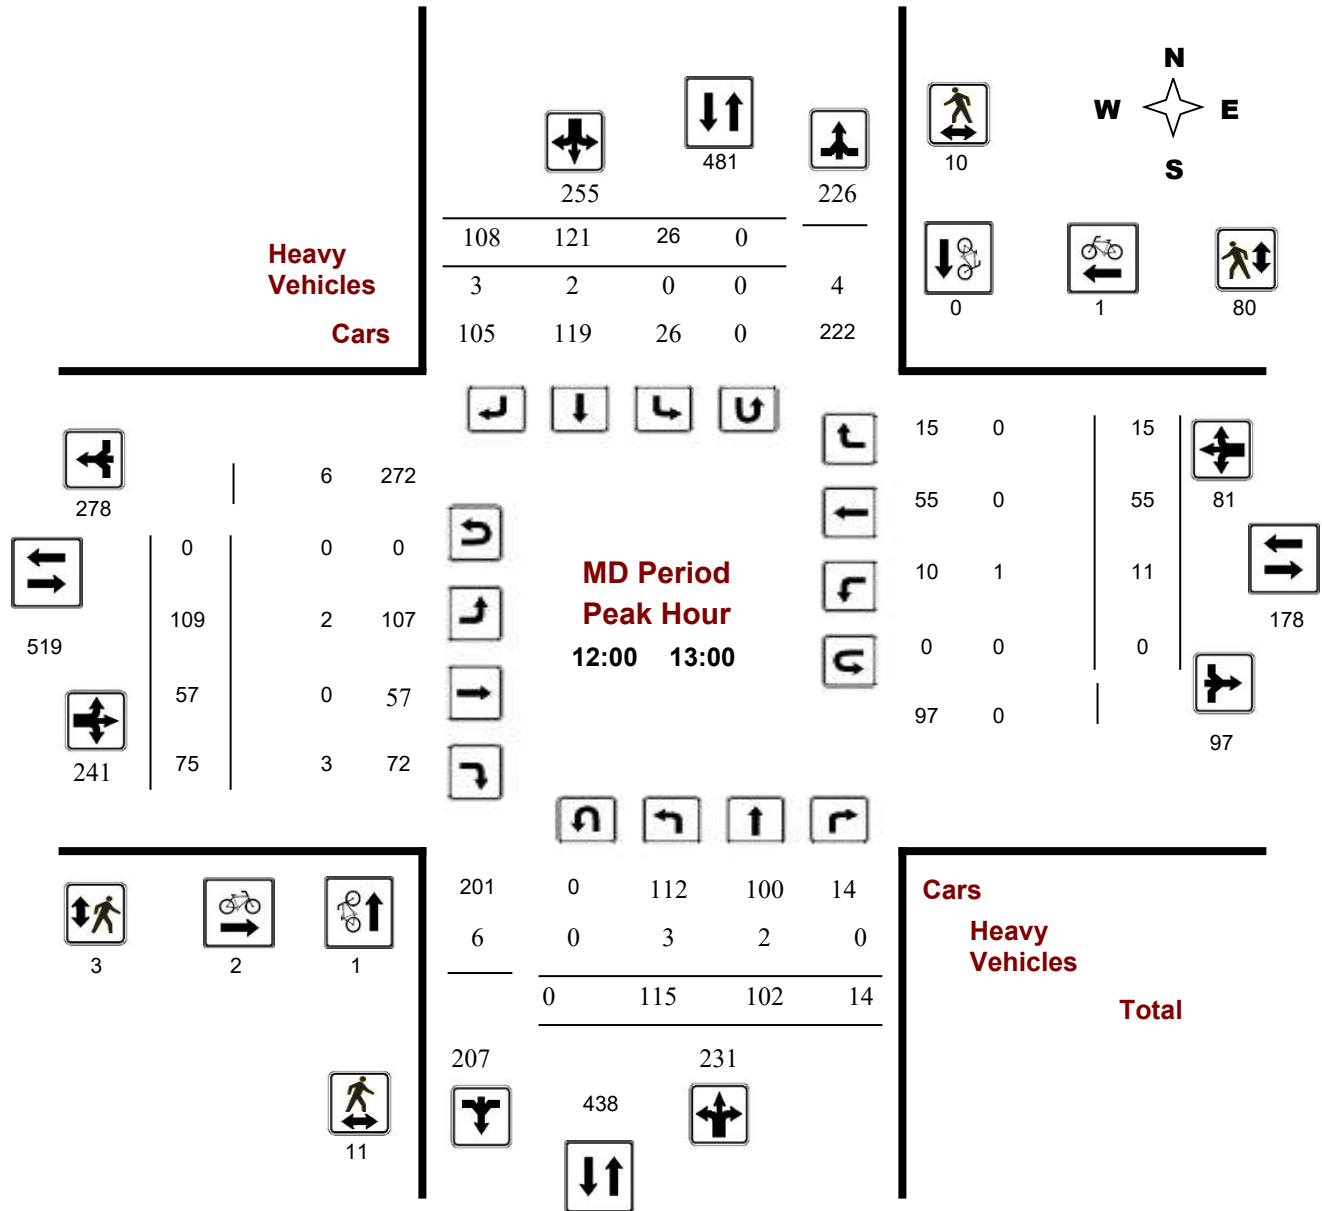 N
W E
S
481
10
255
226
108 121 26 0
Heavy
Vehicles
3 2 0 0 4
0 1 80
Cars
105 119 26 0 222
15 0 15
6 272
278
55 0 55
81
0 0 0
MD Period
10 1 11
Peak Hour
109 2 107
178
519
12:00 13:00
0 0 0
57 0 57
97 0
97
241
75 3 72
201 0 112 100 14
Cars
6 0 3 2 0
Heavy
Vehicles
3 2 1
0 115 102 14
Total
207 231
438
11